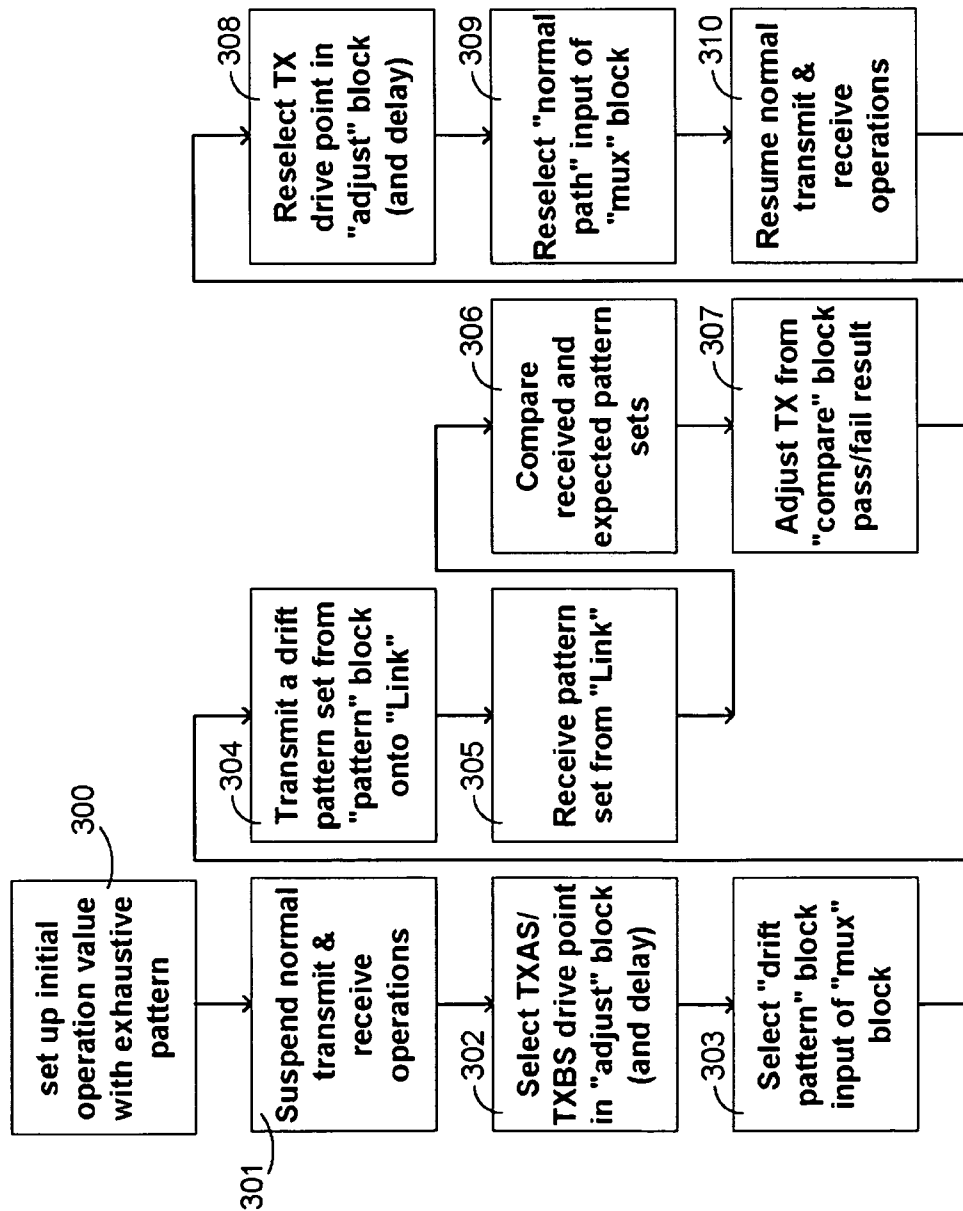 set up initial
operation value
with exhaustive
pattern
300
301
Suspend normal
transmit &
receive
operations
302
Select TXAS/
TXBS drive point
in "adjust" block
(and delay)
303
Select "drift
pattern" block
input of "mux"
block
304
Transmit a drift
pattern set from
"pattern" block
onto "Link"
305
Receive pattern
set from "Link"
306
Compare
received and
expected pattern
sets
307
Adjust TX from
"compare" block
pass/fail result
308
Reselect TX
drive point in
"adjust" block
(and delay)
309
Reselect "normal
path" input of
"mux" block
310
Resume normal
transmit &
receive
operations